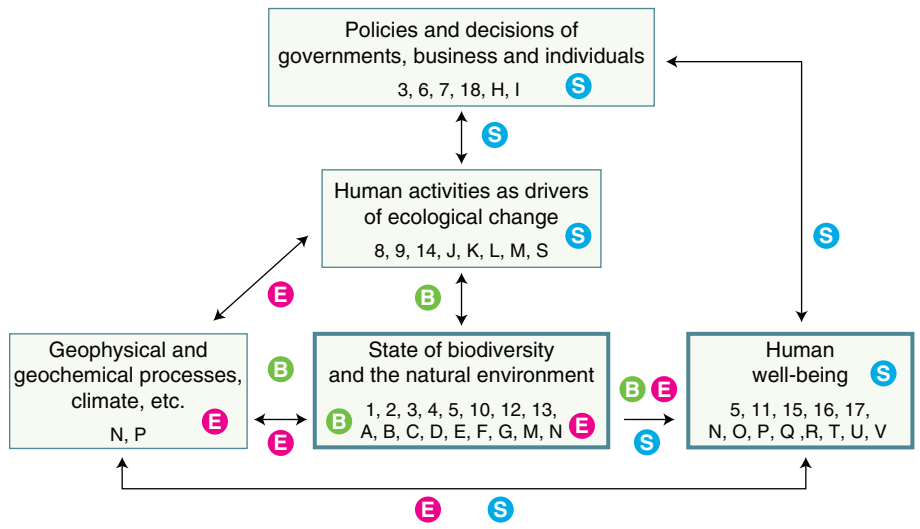 Policies and decisions of
governments, business and individuals
3, 6, 7, 18, H, I
S
S
Human activities as drivers
of ecological change
8, 9, 14, J, K, L, M, S
S
S
E
B
Geophysical and
geochemical processes,
climate, etc.
N, P
E
B
E
State of biodiversity
and the natural environment
1, 2, 3, 4, 5, 10, 12, 13,
A, B, C, D, E, F, G, M, N
B
E
B E
S
Human
well-being
S
5, 11, 15, 16, 17,
N, O, P, Q ,R, T, U, V
E
S